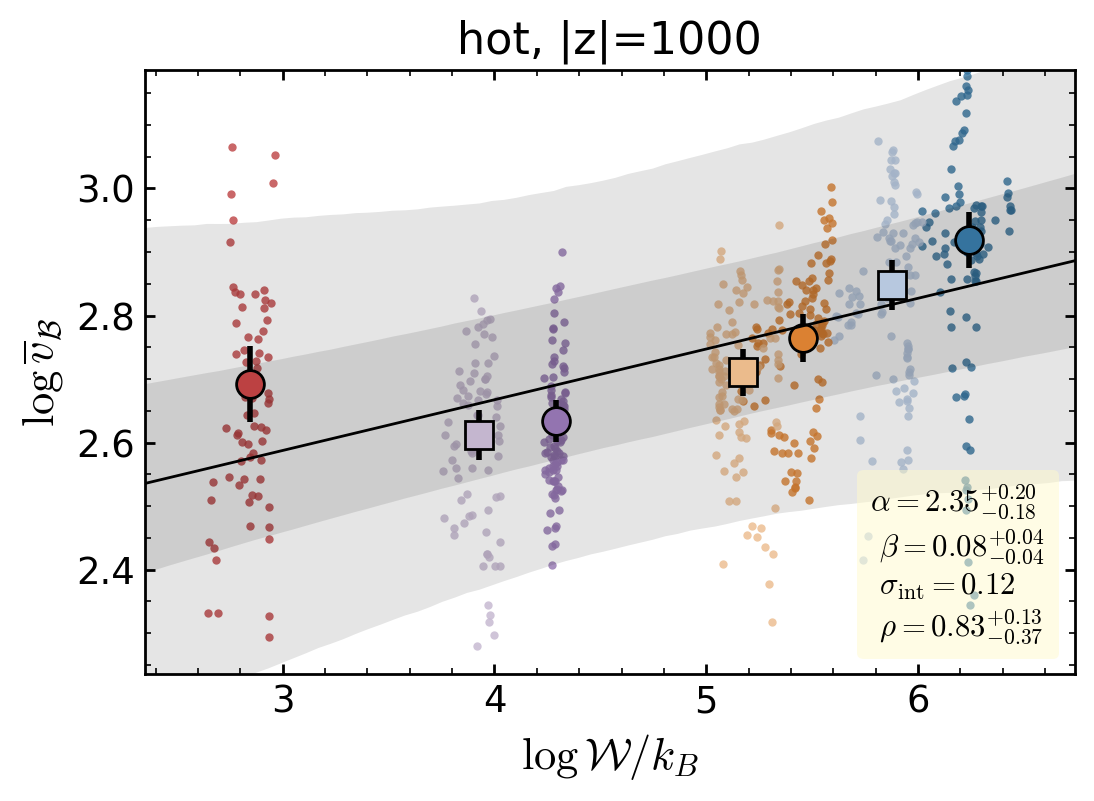 hot, |z|=1000
log v̅_ℬ
3.0
2.8
2.6
2.4
α = 2.35^{+0.20}_{−0.18}
β = 0.08^{+0.04}_{−0.04}
σ_int = 0.12
ρ = 0.83^{+0.13}_{−0.37}
3 4 5 6
log 𝒲/k_B